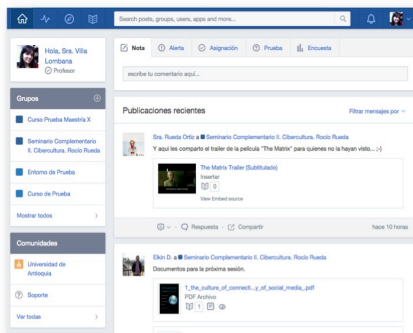 Search posts, groups, users, apps and more...
Hola, Sra. Villa
Lombana
Profesor
Grupos
Curso Prueba Maestría X
Seminario Complementario
II. Cibercultura. Rocío Rueda
Entorno de Prueba
Curso de Prueba
Mostrar todos
Comunidades
Universidad de
Antioquia
Soporte
Ver todas
Nota
Alerta
Asignación
Prueba
Encuesta
escribe tu comentario aquí...
Publicaciones recientes
Filtrar mensajes por
Sra. Rueda Ortiz a Seminario Complementario II. Cibercultura. Rocío Rueda
Y aquí les comparto el trailer de la película "The Matrix" para quienes no la hayan visto... ;-)
The Matrix Trailer (Subtitulado)
Insertar
0
View Embed source
Respuesta
Compartir
hace 10 horas
Elkin D. a Seminario Complementario II. Cibercultura. Rocío Rueda
Documentos para la próxima sesión.
1_the_culture_of_connecti...y_of_social_media_.pdf
PDF Archivo
1